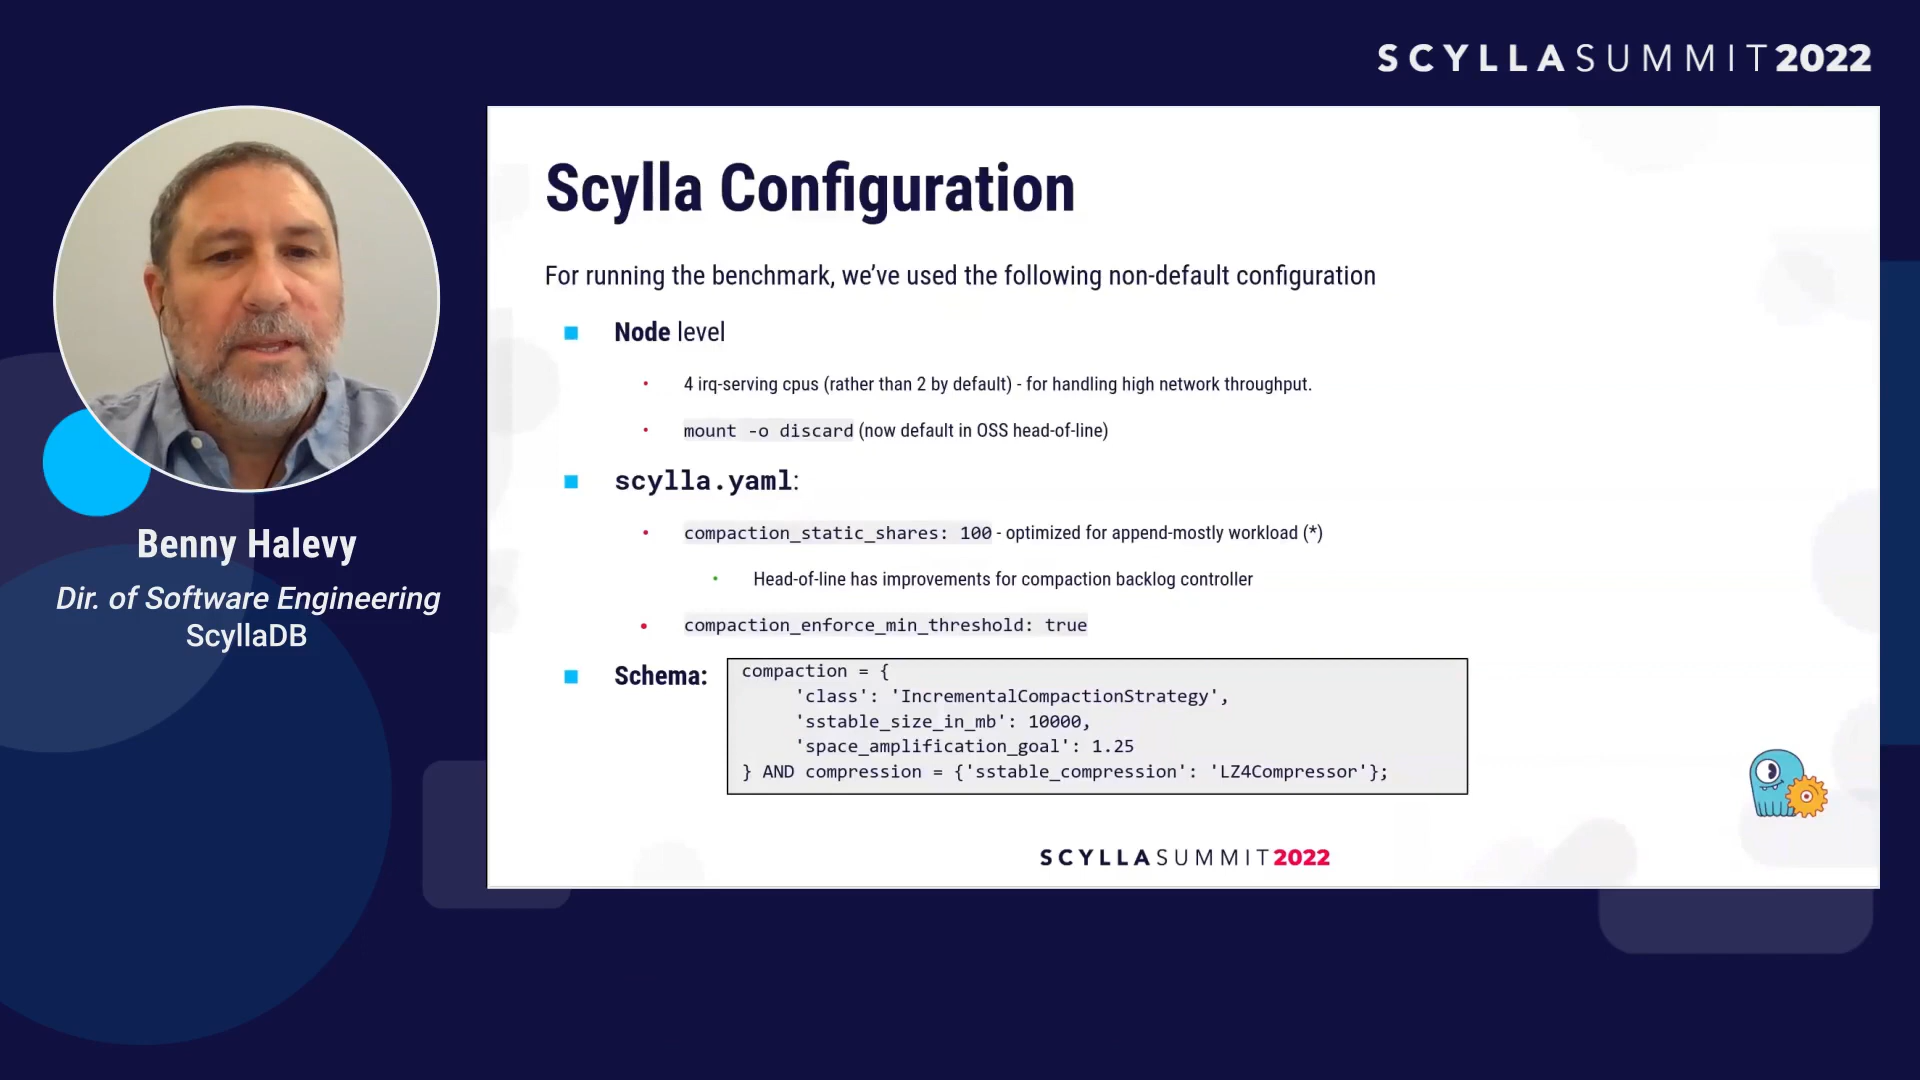 SCYLLASUMMIT2022
Benny Halevy
Dir. of Software Engineering
ScyllaDB
Scylla Configuration
For running the benchmark, we’ve used the following non-default configuration
Node level
4 irq-serving cpus (rather than 2 by default) - for handling high network throughput.
mount -o discard (now default in OSS head-of-line)
scylla.yaml:
compaction_static_shares: 100 - optimized for append-mostly workload (*)
Head-of-line has improvements for compaction backlog controller
compaction_enforce_min_threshold: true
Schema:
compaction = {
'class': 'IncrementalCompactionStrategy',
'sstable_size_in_mb': 10000,
'space_amplification_goal': 1.25
} AND compression = {'sstable_compression': 'LZ4Compressor'};
SCYLLASUMMIT2022